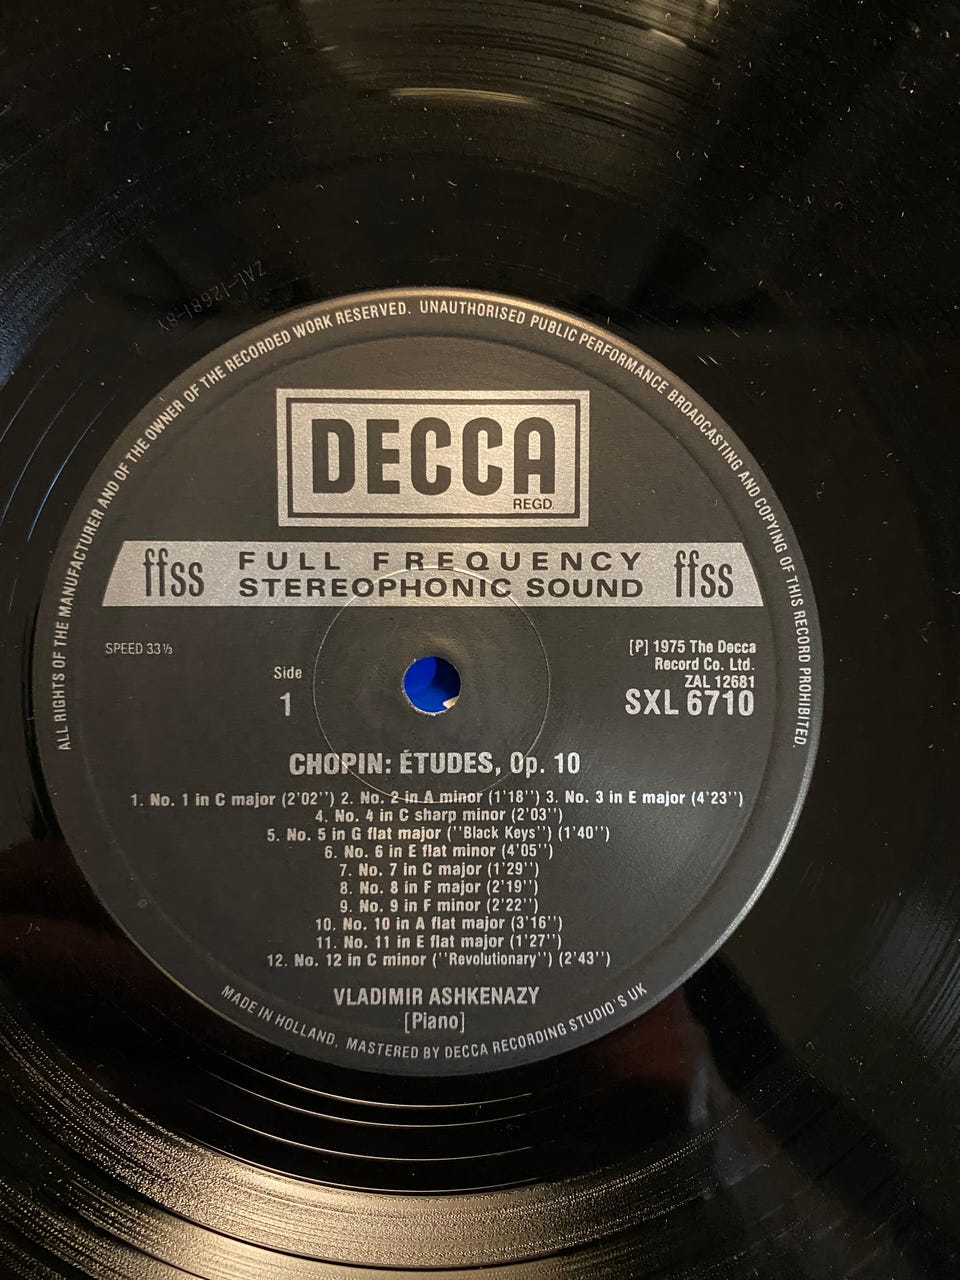 ZAL-12681-8Y
ALL RIGHTS OF THE MANUFACTURER AND OF THE OWNER OF THE RECORDED WORK RESERVED. UNAUTHORISED PUBLIC PERFORMANCE BROADCASTING AND COPYING OF THIS RECORD PROHIBITED.
DECCA
REGD.
ffss FULL FREQUENCY ffss
STEREOPHONIC SOUND
SPEED 33⅓
Side
1
[P] 1975 The Decca
Record Co. Ltd.
ZAL 12681
SXL 6710
CHOPIN: ÉTUDES, Op. 10
1. No. 1 in C major (2'02'') 2. No. 2 in A minor (1'18'') 3. No. 3 in E major (4'23'')
4. No. 4 in C sharp minor (2'03'')
5. No. 5 in G flat major (''Black Keys'') (1'40'')
6. No. 6 in E flat minor (4'05'')
7. No. 7 in C major (1'29'')
8. No. 8 in F major (2'19'')
9. No. 9 in F minor (2'22'')
10. No. 10 in A flat major (3'16'')
11. No. 11 in E flat major (1'27'')
12. No. 12 in C minor (''Revolutionary'') (2'43'')
VLADIMIR ASHKENAZY
[Piano]
MADE IN HOLLAND, MASTERED BY DECCA RECORDING STUDIO'S UK